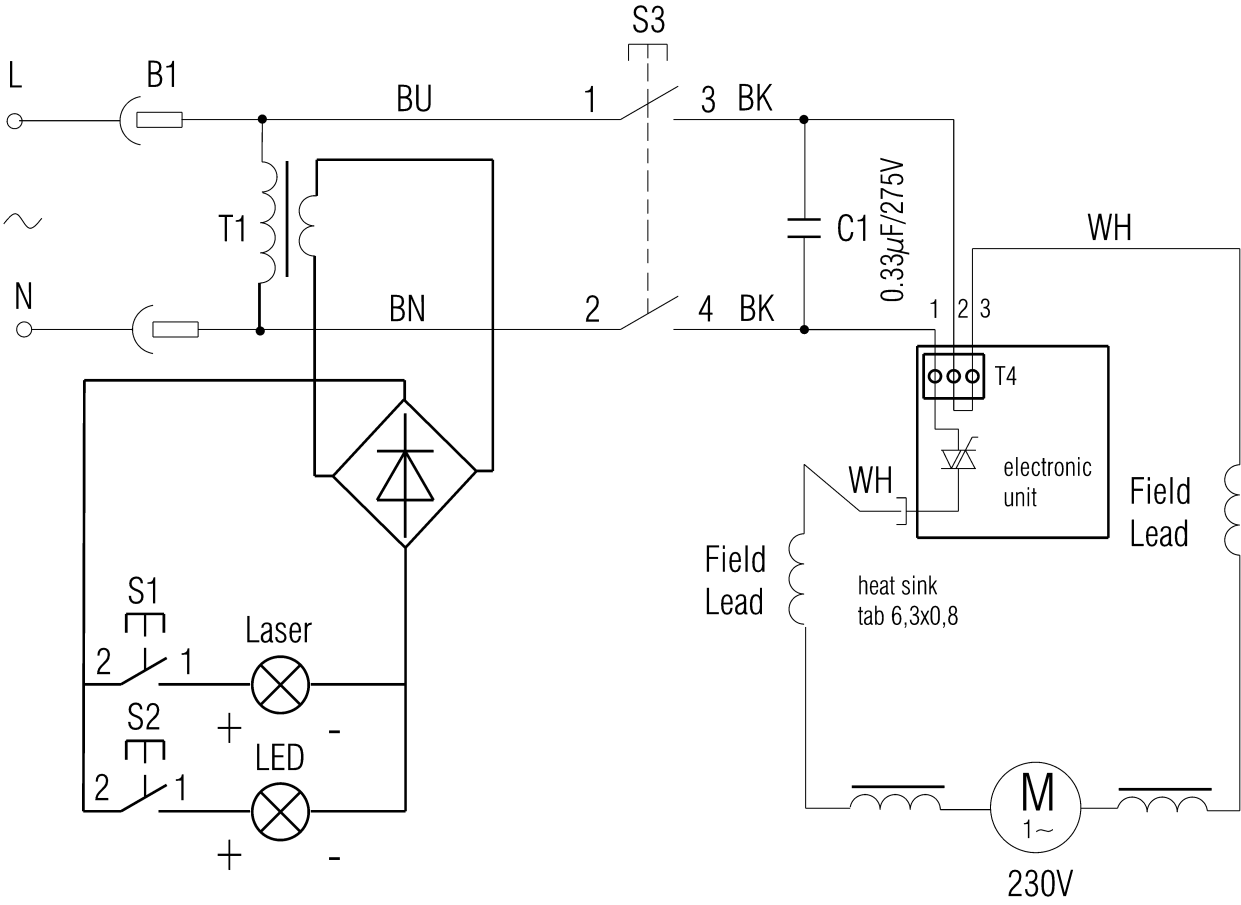 S3
L
B1
BU
1
3
BK
T1
C1
0.33µF/275V
WH
N
BN
2
4
BK
1
2
3
T4
electronic
unit
WH
Field
Lead
Field
Lead
heat sink
tab 6,3x0,8
S1
Laser
2
1
+
-
S2
LED
2
1
+
-
M
1~
230V